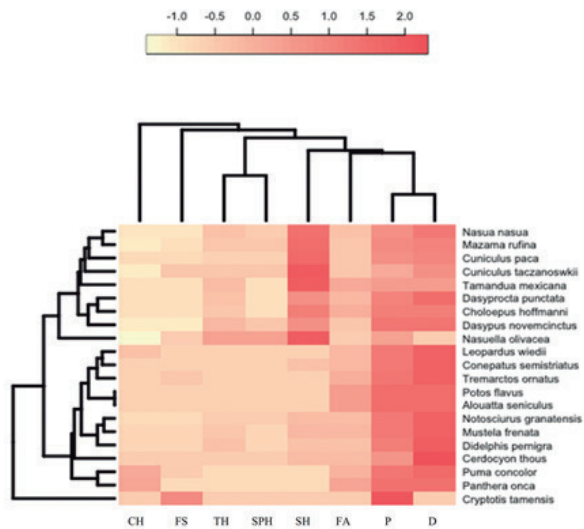 -1.0 -0.5 0.0 0.5 1.0 1.5 2.0
Nasua nasua
Mazama rufina
Cuniculus paca
Cuniculus taczanoswkii
Tamandua mexicana
Dasyprocta punctata
Choloepus hoffmanni
Dasypus novemcinctus
Nasuella olivacea
Leopardus wiedii
Conepatus semistriatus
Tremarctos ornatus
Potos flavus
Alouatta seniculus
Notosciurus granatensis
Mustela frenata
Didelphis pernigra
Cerdocyon thous
Puma concolor
Panthera onca
Cryptotis tamensis
CH FS TH SPH SH FA P D